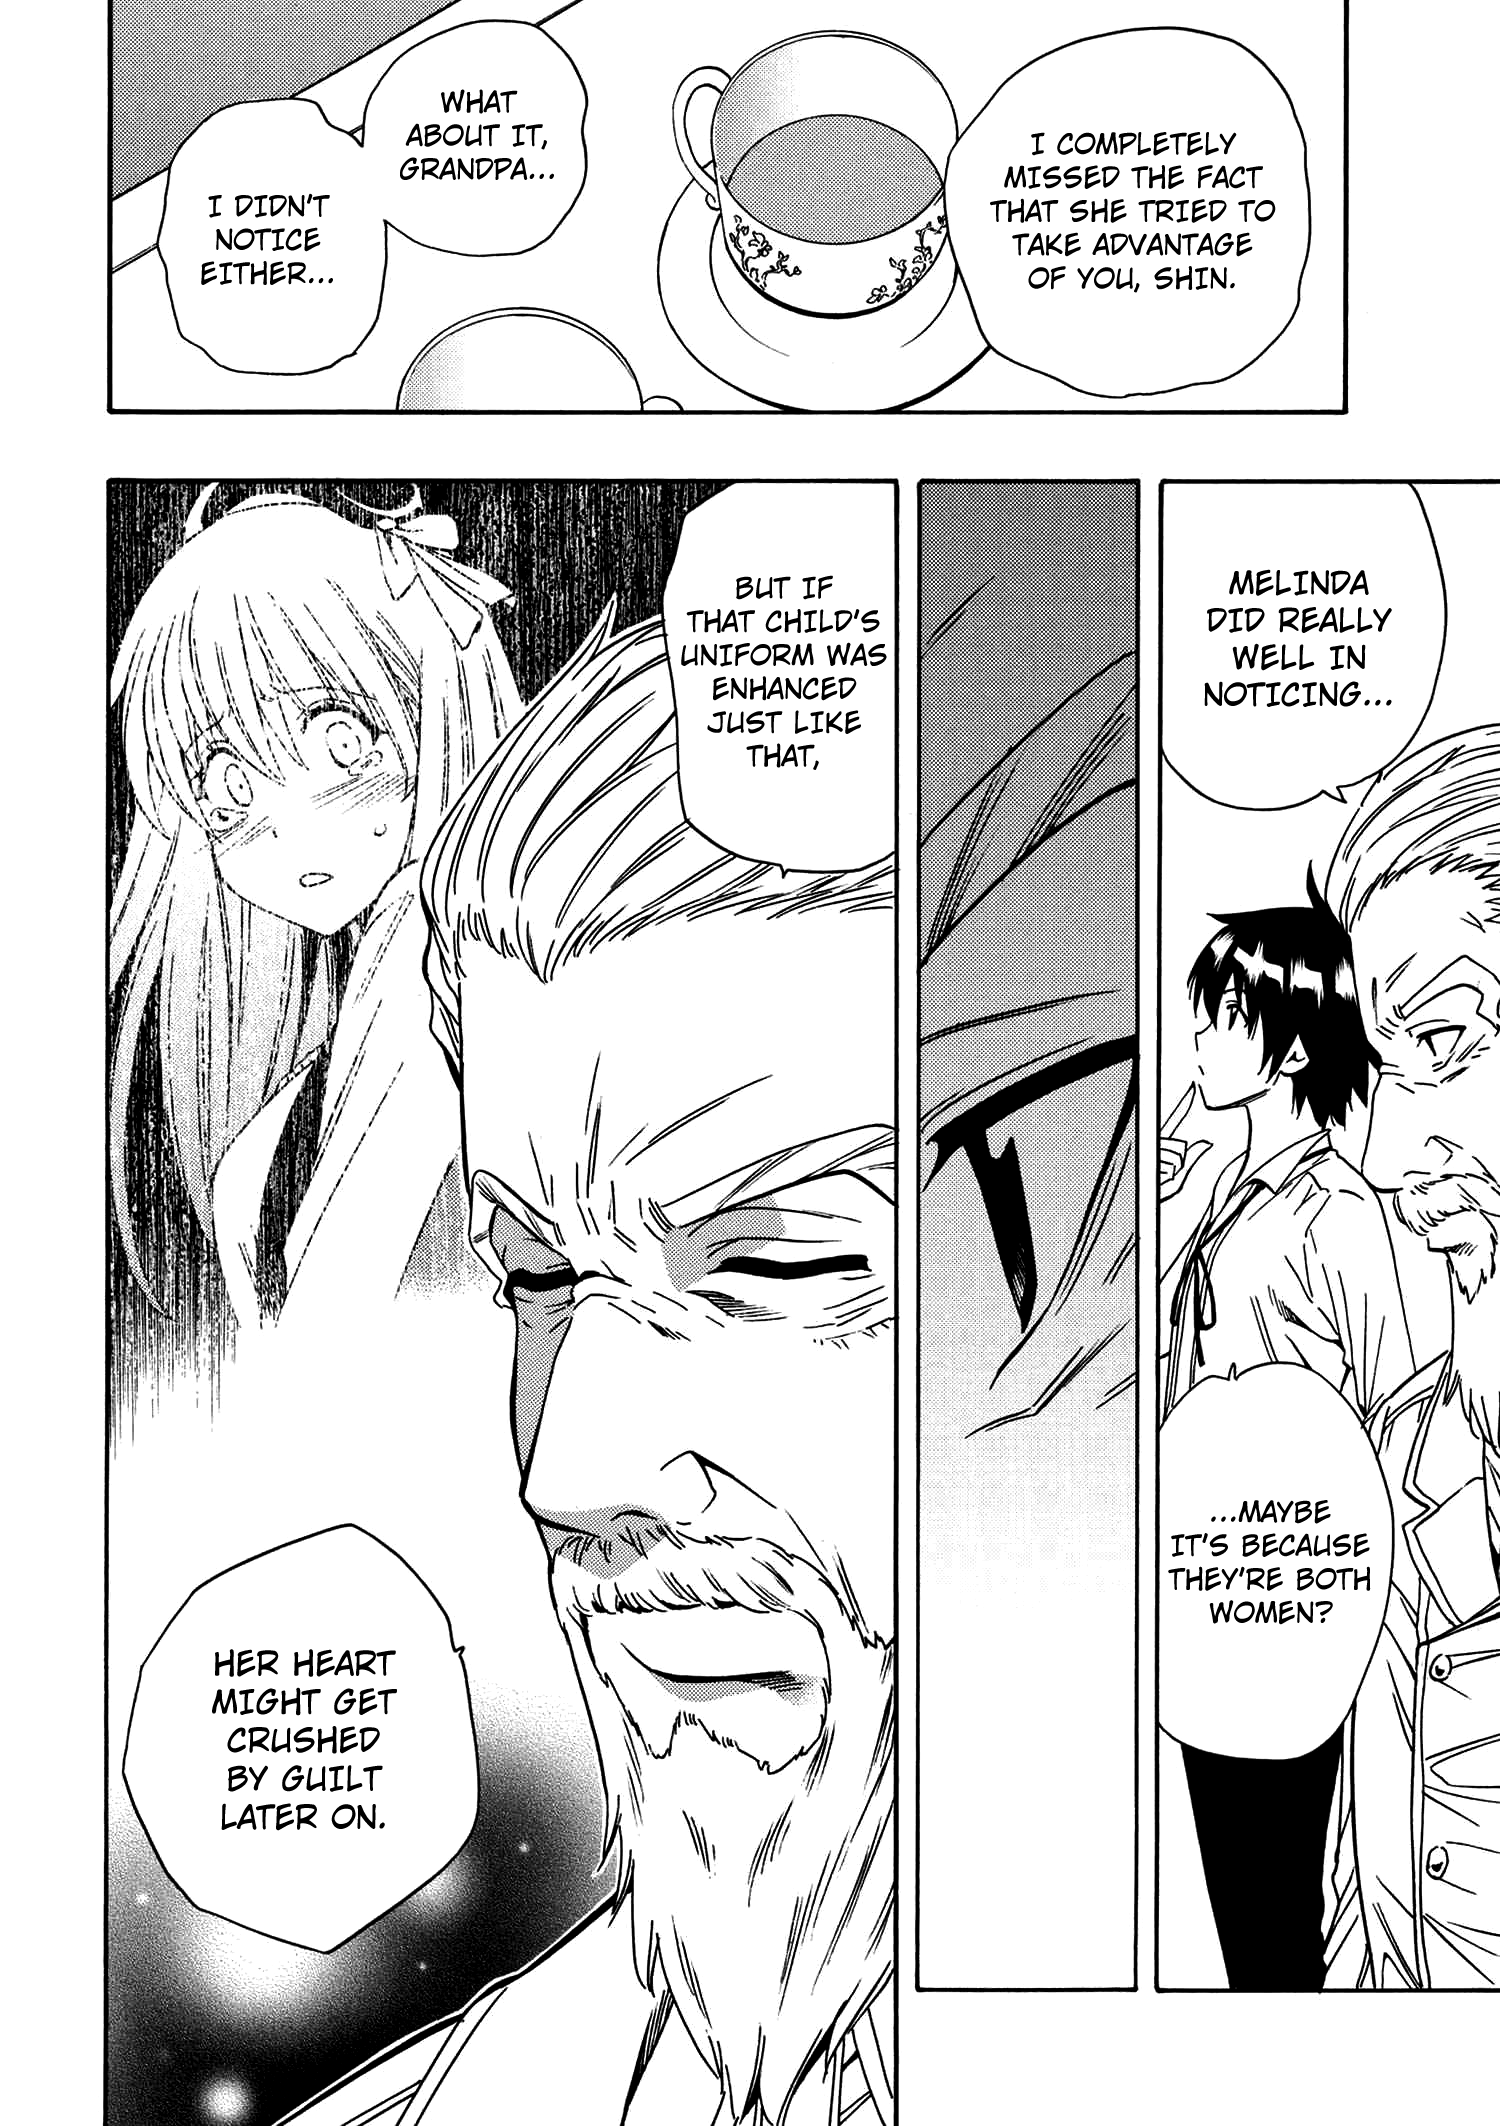 I COMPLETELY
MISSED THE FACT
THAT SHE TRIED TO
TAKE ADVANTAGE
OF YOU, SHIN.
WHAT
ABOUT IT,
GRANDPA...
I DIDN'T
NOTICE
EITHER...
MELINDA
DID REALLY
WELL IN
NOTICING...
...MAYBE
IT'S BECAUSE
THEY'RE BOTH
WOMEN?
BUT IF
THAT CHILD'S
UNIFORM WAS
ENHANCED
JUST LIKE
THAT,
HER HEART
MIGHT GET
CRUSHED
BY GUILT
LATER ON.